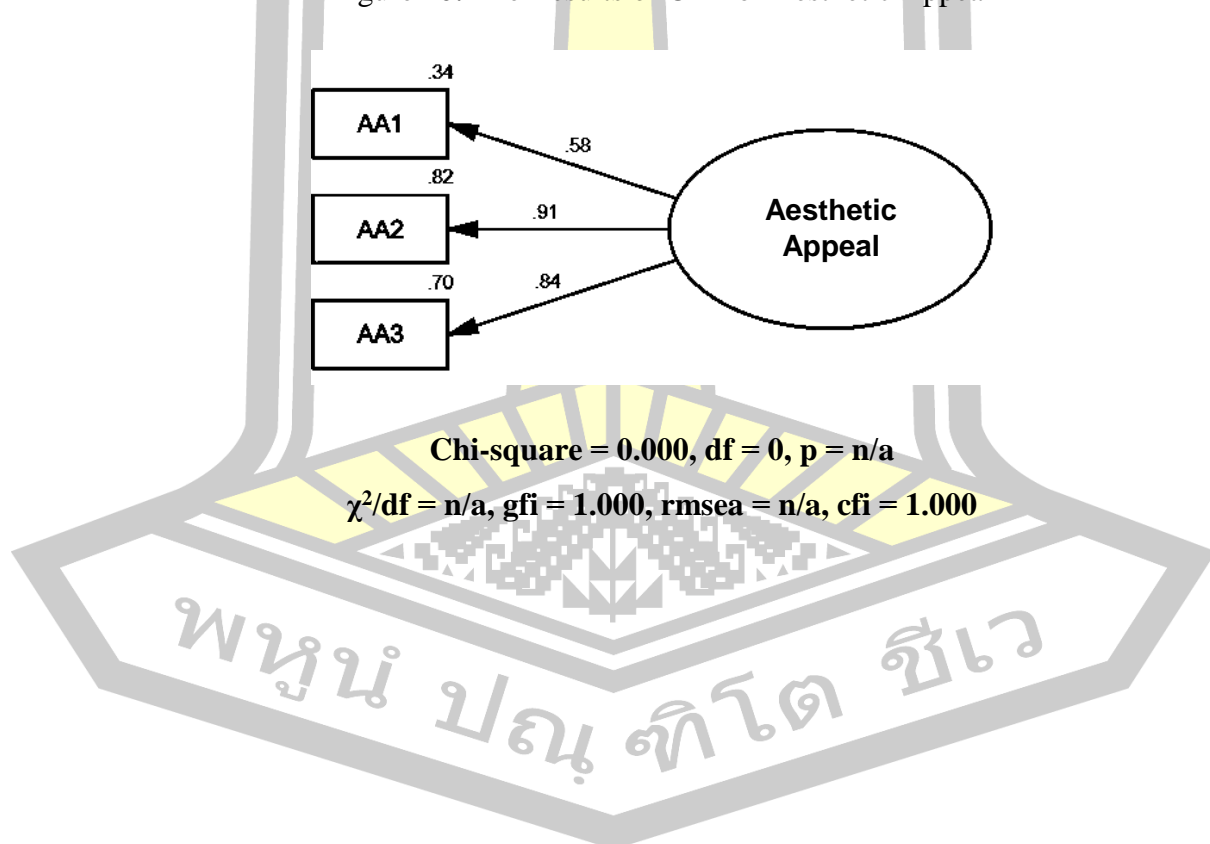 .34
AA1
.58
.82
AA2
.91
Aesthetic
Appeal
.70
AA3
.84
Chi-square = 0.000, df = 0, p = n/a
χ²/df = n/a, gfi = 1.000, rmsea = n/a, cfi = 1.000
พหูนํ ปณฺฑิโต ชีเว